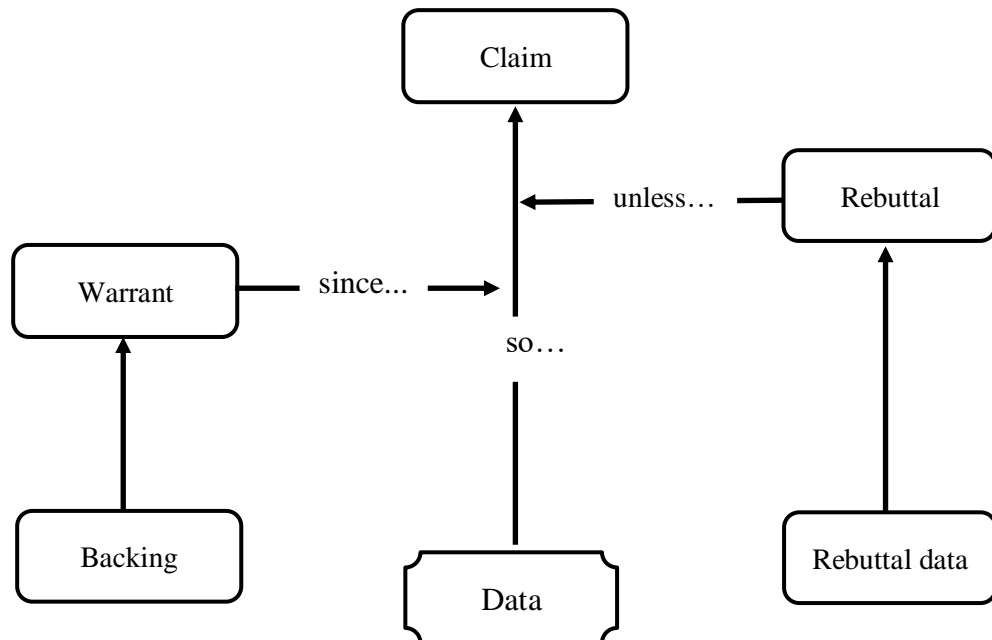 Claim
unless…
Rebuttal
Warrant
since...
so…
Backing
Data
Rebuttal data